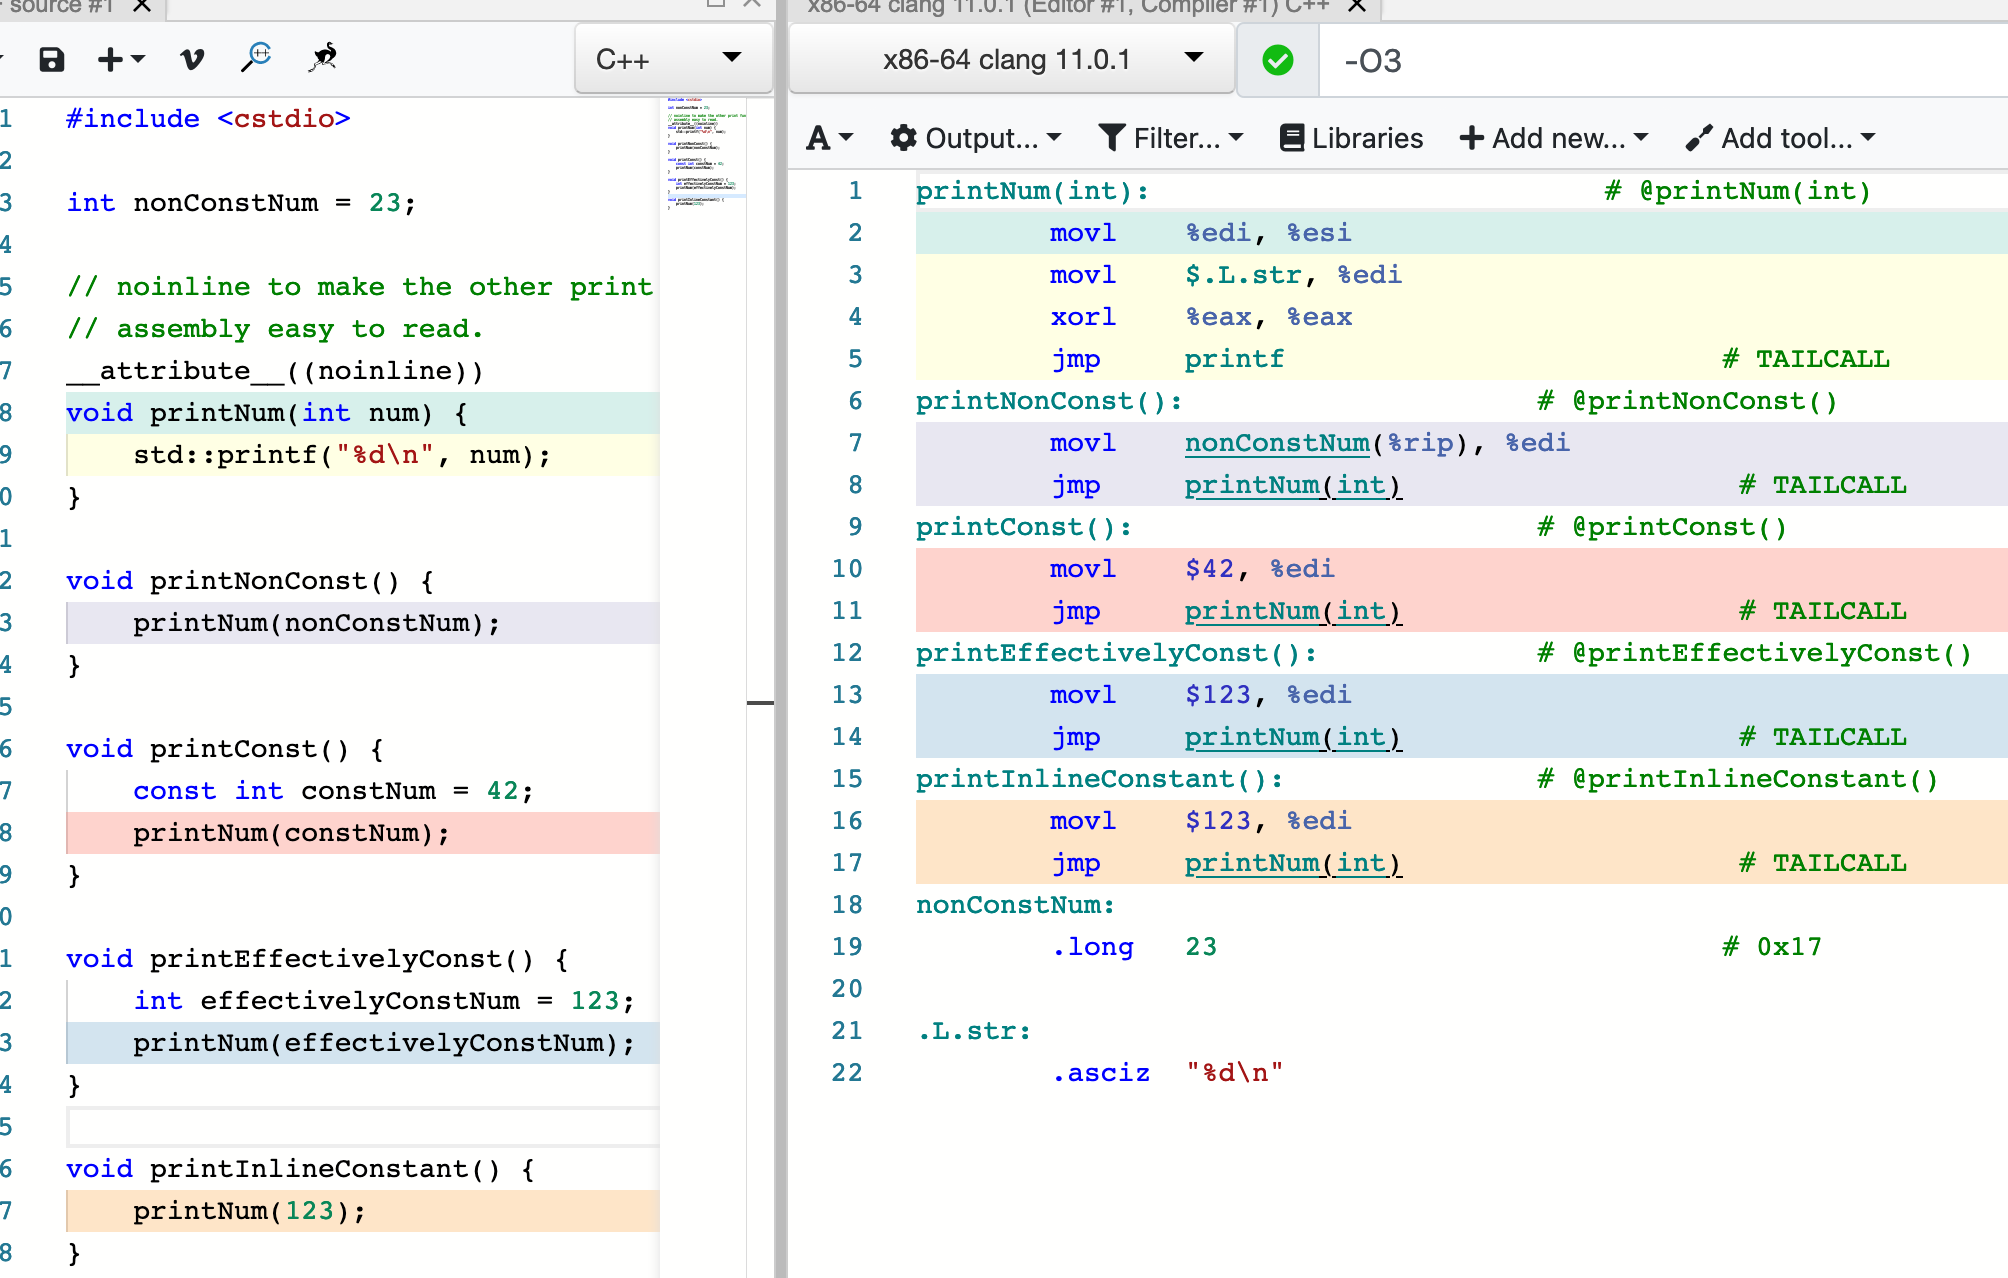 source #1
C++
1 #include <cstdio>
2
3 int nonConstNum = 23;
4
5 // noinline to make the other print
6 // assembly easy to read.
7 __attribute__((noinline))
8 void printNum(int num) {
9 std::printf("%d\n", num);
0 }
1
2 void printNonConst() {
3 printNum(nonConstNum);
4 }
5
6 void printConst() {
7 const int constNum = 42;
8 printNum(constNum);
9 }
0
1 void printEffectivelyConst() {
2 int effectivelyConstNum = 123;
3 printNum(effectivelyConstNum);
4 }
5
6 void printInlineConstant() {
7 printNum(123);
8 }
x86-64 clang 11.0.1 (Editor #1, Compiler #1) C++
x86-64 clang 11.0.1 -O3
A Output... Filter... Libraries Add new... Add tool...
1 printNum(int): # @printNum(int)
2 movl %edi, %esi
3 movl $.L.str, %edi
4 xorl %eax, %eax
5 jmp printf # TAILCALL
6 printNonConst(): # @printNonConst()
7 movl nonConstNum(%rip), %edi
8 jmp printNum(int) # TAILCALL
9 printConst(): # @printConst()
10 movl $42, %edi
11 jmp printNum(int) # TAILCALL
12 printEffectivelyConst(): # @printEffectivelyConst()
13 movl $123, %edi
14 jmp printNum(int) # TAILCALL
15 printInlineConstant(): # @printInlineConstant()
16 movl $123, %edi
17 jmp printNum(int) # TAILCALL
18 nonConstNum:
19 .long 23 # 0x17
20
21 .L.str:
22 .asciz "%d\n"